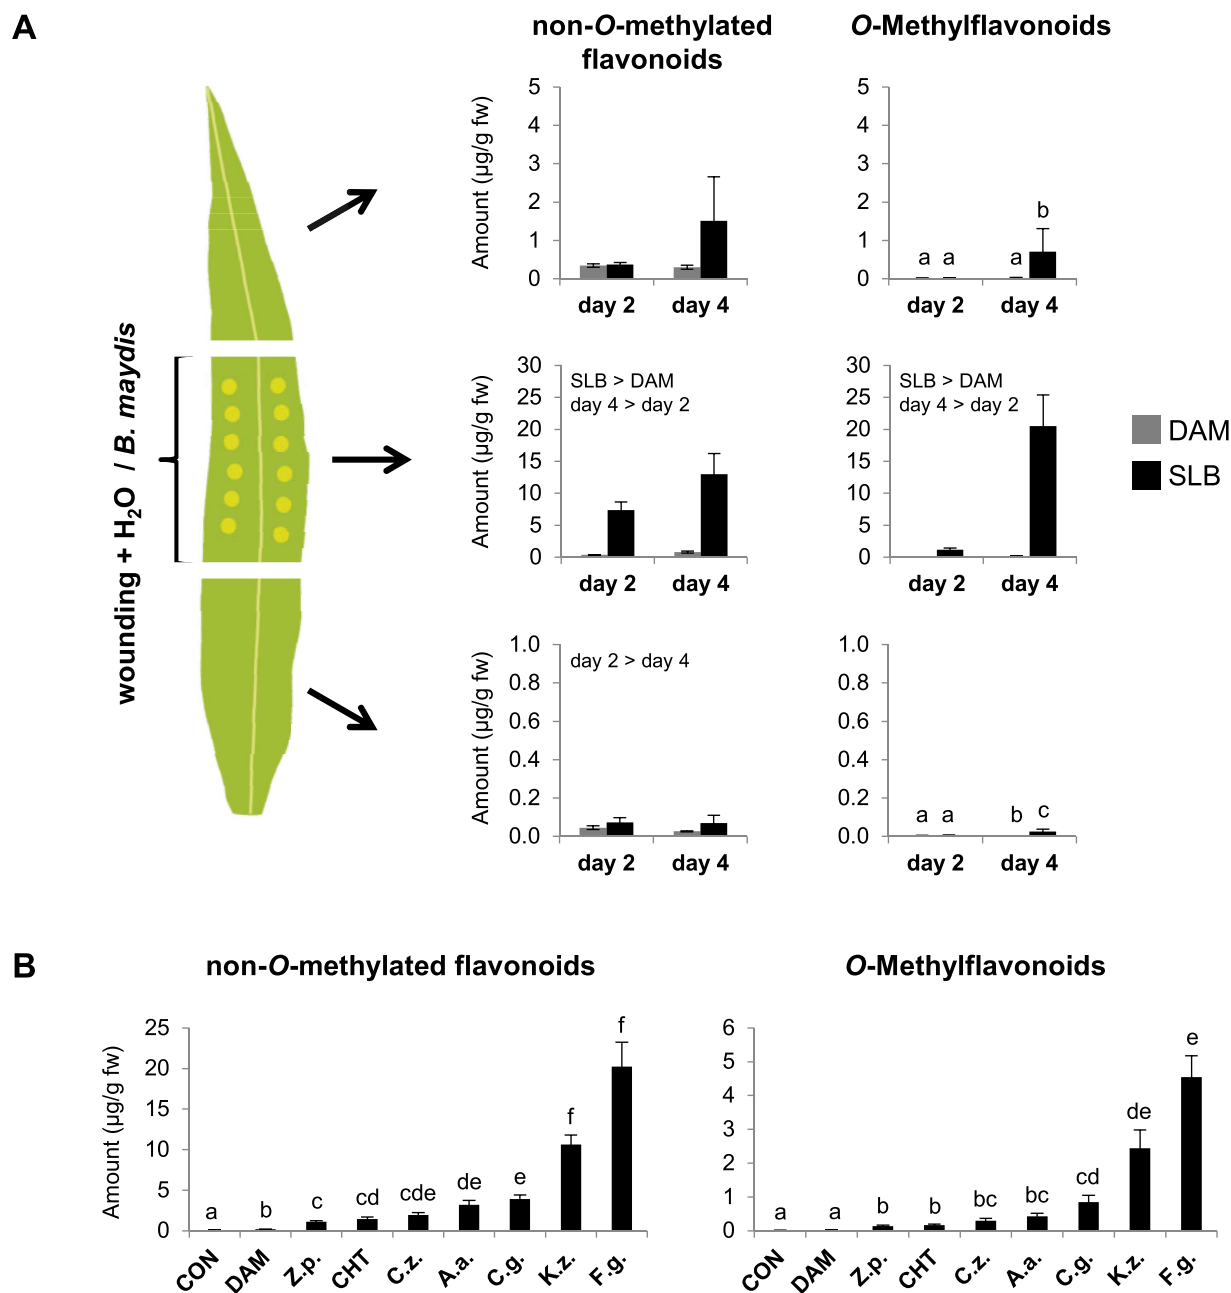 A
non-O-methylated
flavonoids
O-Methylflavonoids
wounding + H₂O / B. maydis
Amount (µg/g fw)
5
4
3
2
1
0
day 2
day 4
5
4
3
2
1
0
a
a
a
b
day 2
day 4
Amount (µg/g fw)
30
25
20
15
10
5
0
SLB > DAM
day 4 > day 2
day 2
day 4
30
25
20
15
10
5
0
SLB > DAM
day 4 > day 2
day 2
day 4
DAM
SLB
Amount (µg/g fw)
1.0
0.8
0.6
0.4
0.2
0.0
day 2 > day 4
day 2
day 4
1.0
0.8
0.6
0.4
0.2
0.0
a
a
b
c
day 2
day 4
B
non-O-methylated flavonoids
Amount (µg/g fw)
25
20
15
10
5
0
a
b
c
cd
cde
de
e
f
f
CON
DAM
Z.p.
CHT
C.z.
A.a.
C.g.
K.z.
F.g.
O-Methylflavonoids
6
5
4
3
2
1
0
a
a
b
b
bc
bc
cd
de
e
CON
DAM
Z.p.
CHT
C.z.
A.a.
C.g.
K.z.
F.g.